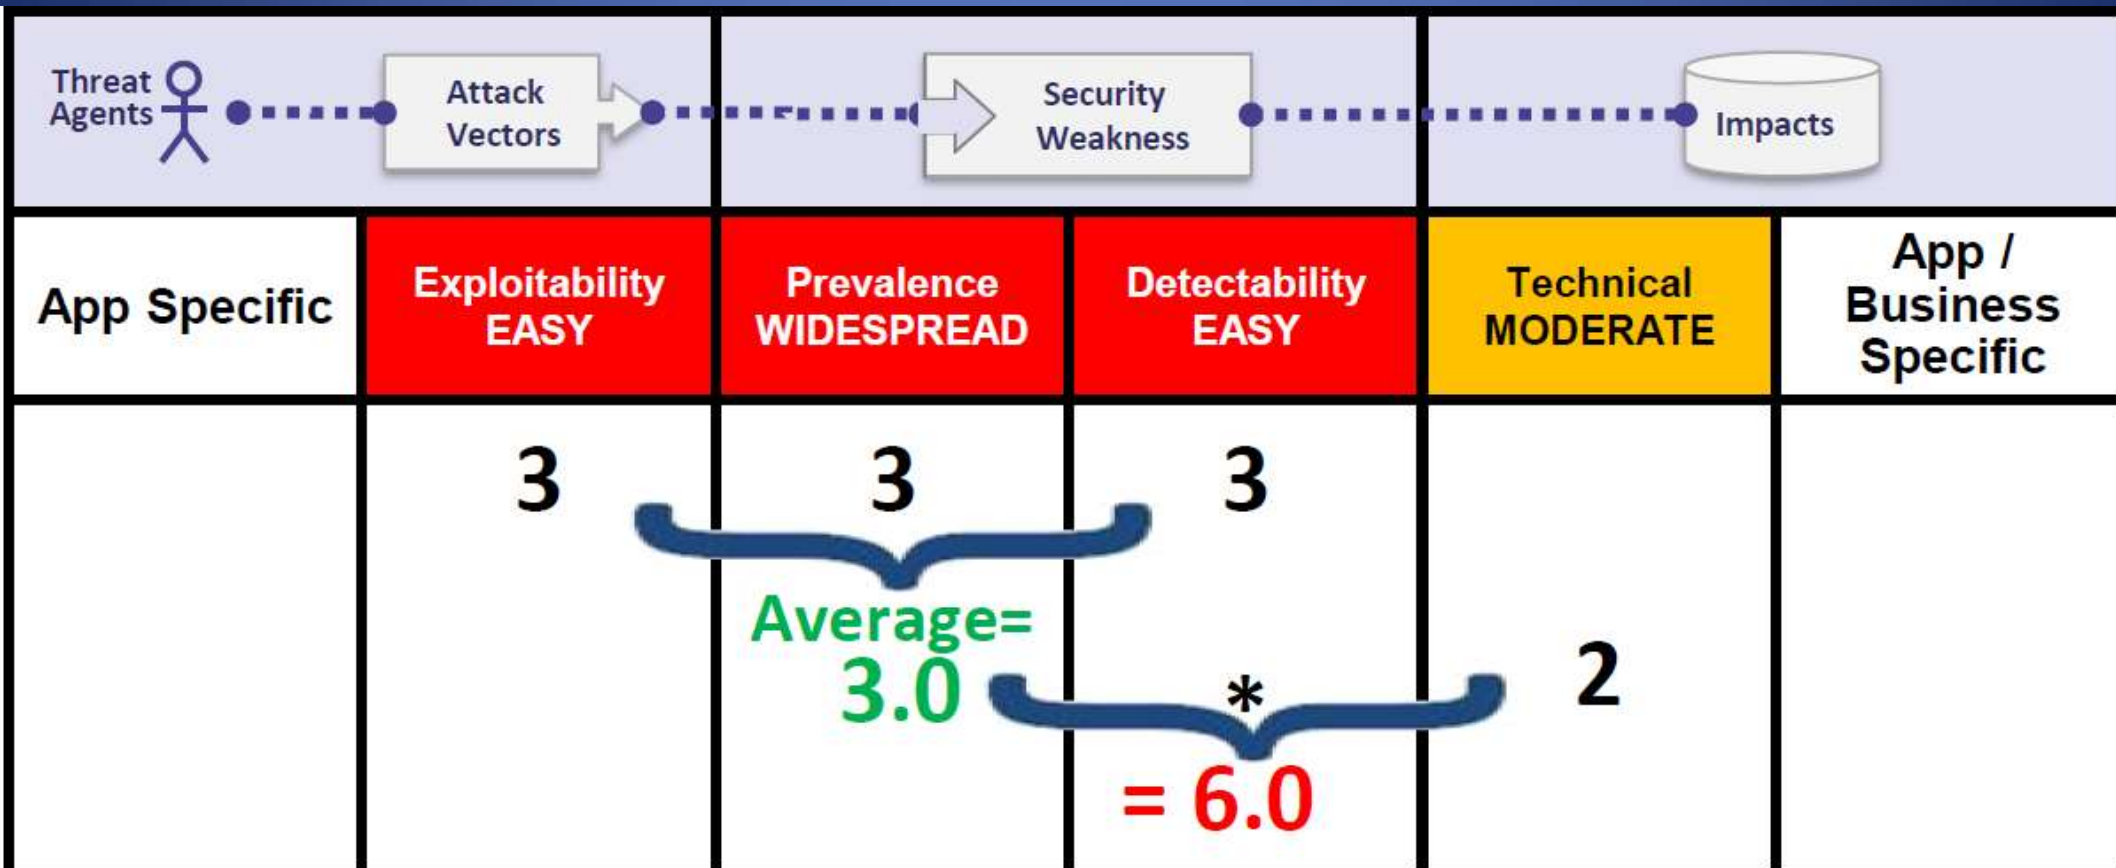 Threat
Agents
Attack
Vectors
Security
Weakness
Impacts
App Specific
Exploitability
EASY
Prevalence
WIDESPREAD
Detectability
EASY
Technical
MODERATE
App /
Business
Specific
3
3
3
Average=
3.0
*
2
= 6.0